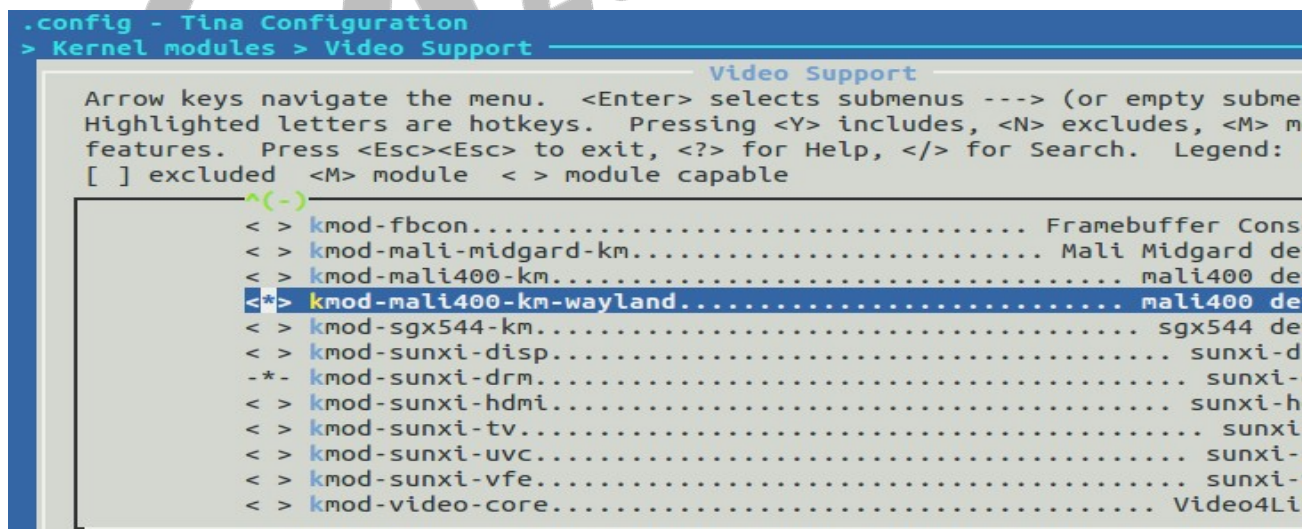 .config - Tina Configuration
> Kernel modules > Video Support
Video Support
Arrow keys navigate the menu.  <Enter> selects submenus ---> (or empty subme
Highlighted letters are hotkeys.  Pressing <Y> includes, <N> excludes, <M> m
features.  Press <Esc><Esc> to exit, <?> for Help, </> for Search.  Legend:
[ ] excluded  <M> module  < > module capable
^(-)
< > kmod-fbcon................................... Framebuffer Cons
< > kmod-mali-midgard-km.......................... Mali Midgard de
< > kmod-mali400-km.................................... mali400 de
<*> kmod-mali400-km-wayland............................ mali400 de
< > kmod-sgx544-km...................................... sgx544 de
< > kmod-sunxi-disp....................................... sunxi-d
-*- kmod-sunxi-drm......................................... sunxi-
< > kmod-sunxi-hdmi....................................... sunxi-h
< > kmod-sunxi-tv........................................... sunxi
< > kmod-sunxi-uvc......................................... sunxi-
< > kmod-sunxi-vfe......................................... sunxi-
< > kmod-video-core...................................... Video4Li